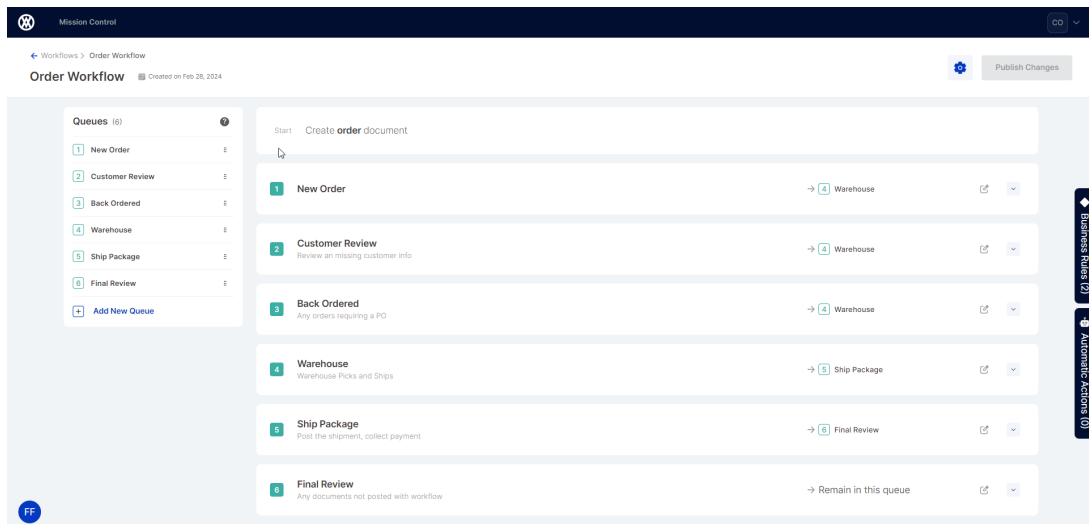 Mission Control
CO
← Workflows > Order Workflow
Order Workflow
Created on Feb 28, 2024
Publish Changes
Queues (6)
?
1 New Order
2 Customer Review
3 Back Ordered
4 Warehouse
5 Ship Package
6 Final Review
+ Add New Queue
Start Create order document
1 New Order → 4 Warehouse
2 Customer Review → 4 Warehouse
Review an missing customer info
3 Back Ordered → 4 Warehouse
Any orders requiring a PO
4 Warehouse → 5 Ship Package
Warehouse Picks and Ships
5 Ship Package → 6 Final Review
Post the shipment, collect payment
6 Final Review → Remain in this queue
Any documents not posted with workflow
Business Rules (2)
Automatic Actions (0)
FF